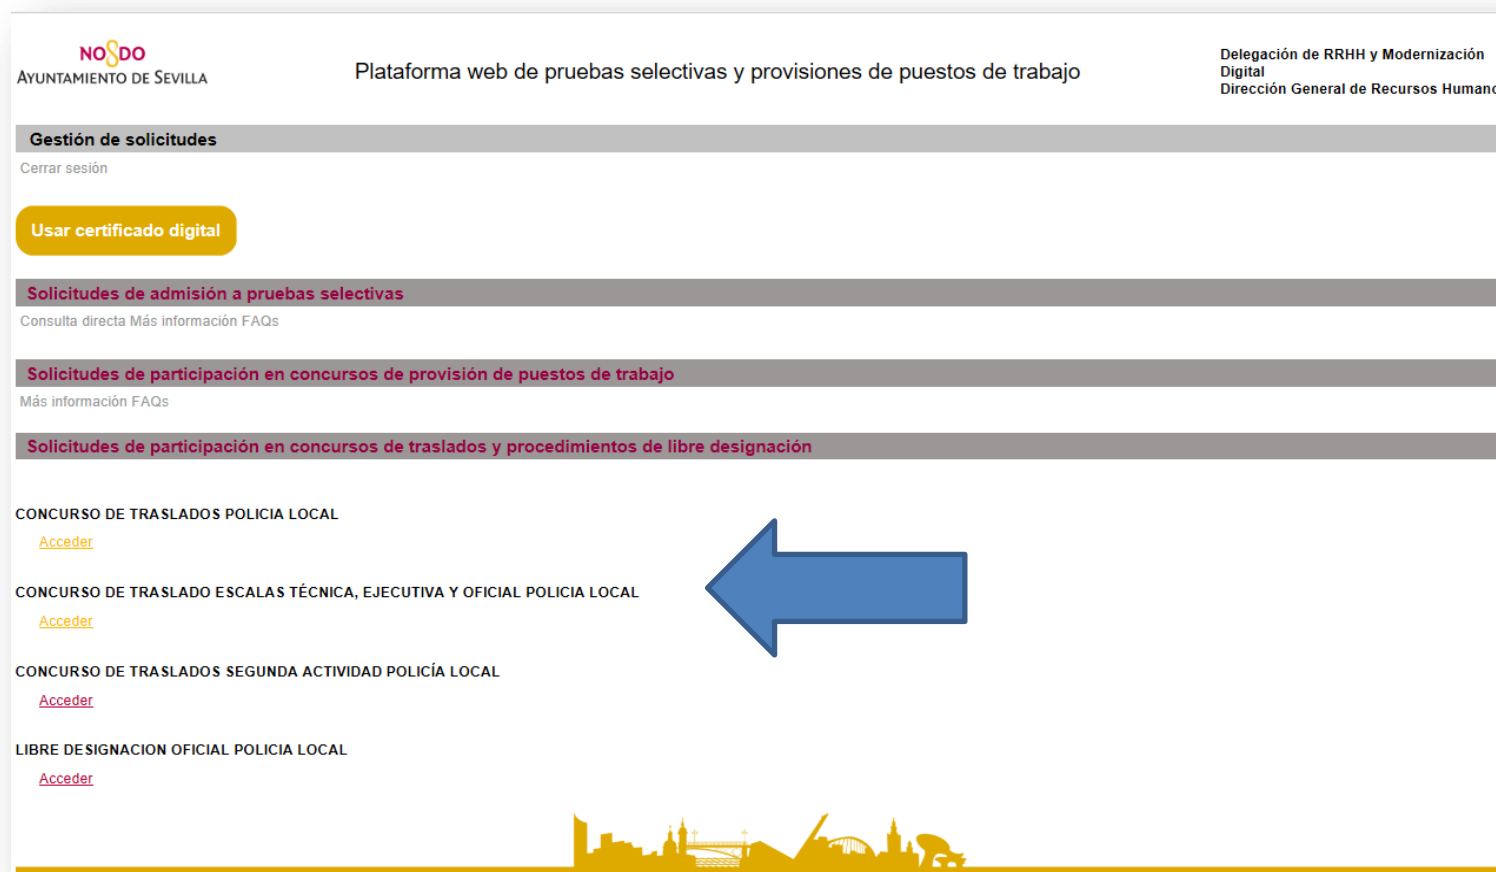 NO8DO
AYUNTAMIENTO DE SEVILLA
Plataforma web de pruebas selectivas y provisiones de puestos de trabajo
Delegación de RRHH y Modernización
Digital
Dirección General de Recursos Humano
Gestión de solicitudes
Cerrar sesión
Usar certificado digital
Solicitudes de admisión a pruebas selectivas
Consulta directa Más información FAQs
Solicitudes de participación en concursos de provisión de puestos de trabajo
Más información FAQs
Solicitudes de participación en concursos de traslados y procedimientos de libre designación
CONCURSO DE TRASLADOS POLICIA LOCAL
Acceder
CONCURSO DE TRASLADO ESCALAS TÉCNICA, EJECUTIVA Y OFICIAL POLICIA LOCAL
Acceder
CONCURSO DE TRASLADOS SEGUNDA ACTIVIDAD POLICÍA LOCAL
Acceder
LIBRE DESIGNACION OFICIAL POLICIA LOCAL
Acceder